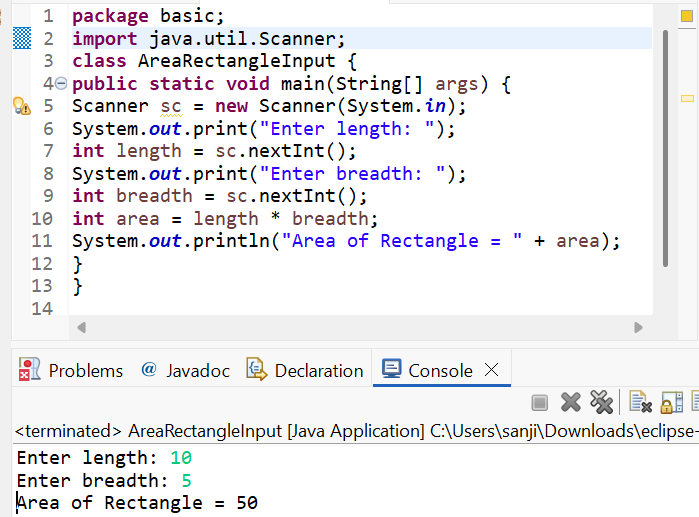 1 package basic;
2 import java.util.Scanner;
3 class AreaRectangleInput {
4 public static void main(String[] args) {
5 Scanner sc = new Scanner(System.in);
6 System.out.print("Enter length: ");
7 int length = sc.nextInt();
8 System.out.print("Enter breadth: ");
9 int breadth = sc.nextInt();
10 int area = length * breadth;
11 System.out.println("Area of Rectangle = " + area);
12 }
13 }
14
Problems @ Javadoc Declaration Console
<terminated> AreaRectangleInput [Java Application] C:\Users\sanji\Downloads\eclipse-
Enter length: 10
Enter breadth: 5
Area of Rectangle = 50